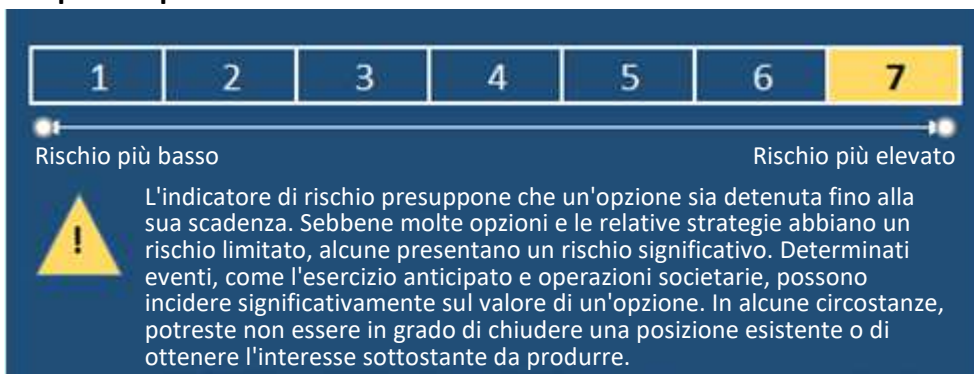 1 2 3 4 5 6 7
Rischio più basso Rischio più elevato
L'indicatore di rischio presuppone che un'opzione sia detenuta fino alla
sua scadenza. Sebbene molte opzioni e le relative strategie abbiano un
rischio limitato, alcune presentano un rischio significativo. Determinati
eventi, come l'esercizio anticipato e operazioni societarie, possono
incidere significativamente sul valore di un'opzione. In alcune circostanze,
potreste non essere in grado di chiudere una posizione esistente o di
ottenere l'interesse sottostante da produrre.